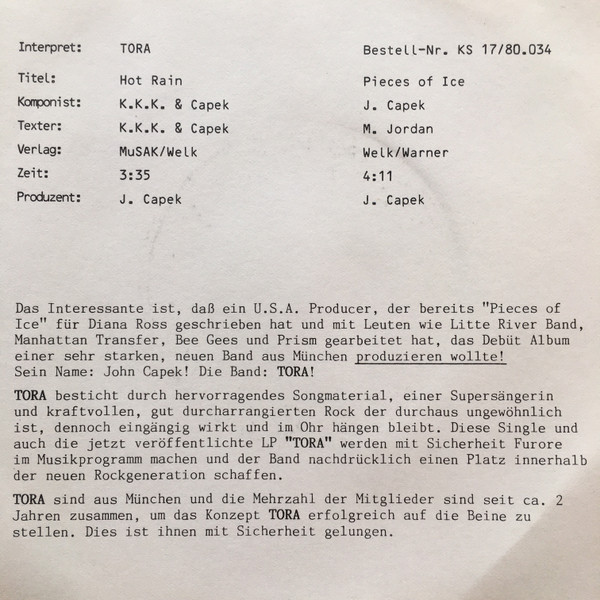 Interpret: TORA Bestell-Nr. KS 17/80.034
Titel: Hot Rain Pieces of Ice
Komponist: K.K.K. & Capek J. Capek
Texter: K.K.K. & Capek M. Jordan
Verlag: MuSAK/Welk Welk/Warner
Zeit: 3:35 4:11
Produzent: J. Capek J. Capek
Das Interessante ist, daß ein U.S.A. Producer, der bereits "Pieces of
Ice" für Diana Ross geschrieben hat und mit Leuten wie Litte River Band,
Manhattan Transfer, Bee Gees und Prism gearbeitet hat, das Debüt Album
einer sehr starken, neuen Band aus München produzieren wollte!
Sein Name: John Capek! Die Band: TORA!
TORA besticht durch hervorragendes Songmaterial, einer Supersängerin
und kraftvollen, gut durcharrangierten Rock der durchaus ungewöhnlich
ist, dennoch eingängig wirkt und im Ohr hängen bleibt. Diese Single und
auch die jetzt veröffentlichte LP "TORA" werden mit Sicherheit Furore
im Musikprogramm machen und der Band nachdrücklich einen Platz innerhalb
der neuen Rockgeneration schaffen.
TORA sind aus München und die Mehrzahl der Mitglieder sind seit ca. 2
Jahren zusammen, um das Konzept TORA erfolgreich auf die Beine zu
stellen. Dies ist ihnen mit Sicherheit gelungen.